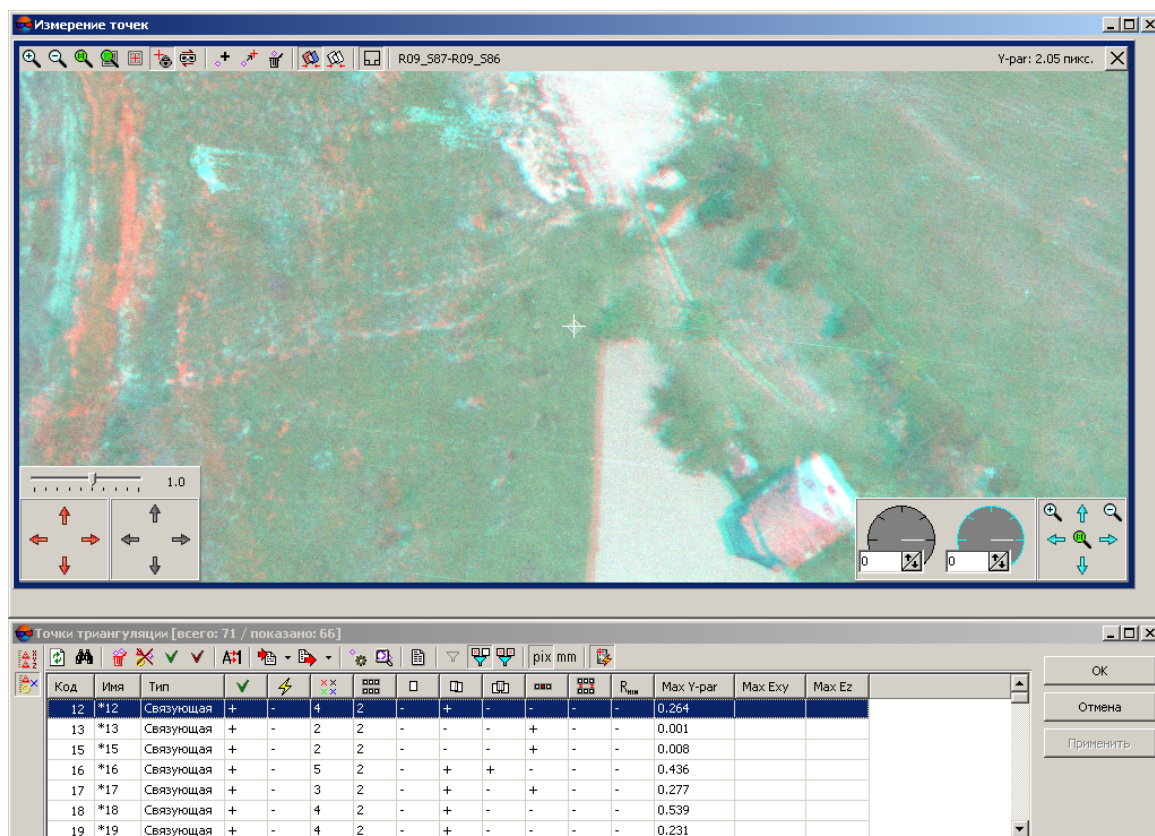 Измерение точек
R09_S87-R09_S86 Y-par: 2.05 пикс.
1.0
0 0
Точки триангуляции [всего: 71 / показано: 66]
pix mm
Код Имя Тип Rмин Max Y-par Max Exy Max Ez
12 *12 Связующая + - 4 2 - + - - - - 0.264
13 *13 Связующая + - 2 2 - - - + - - 0.001
15 *15 Связующая + - 2 2 - - - + - - 0.008
16 *16 Связующая + - 5 2 - + + - - - 0.436
17 *17 Связующая + - 3 2 - + - + - - 0.277
18 *18 Связующая + - 4 2 - + - - - - 0.539
19 *19 Связующая + - 4 2 - + - - - - 0.231
OK
Отмена
Применить